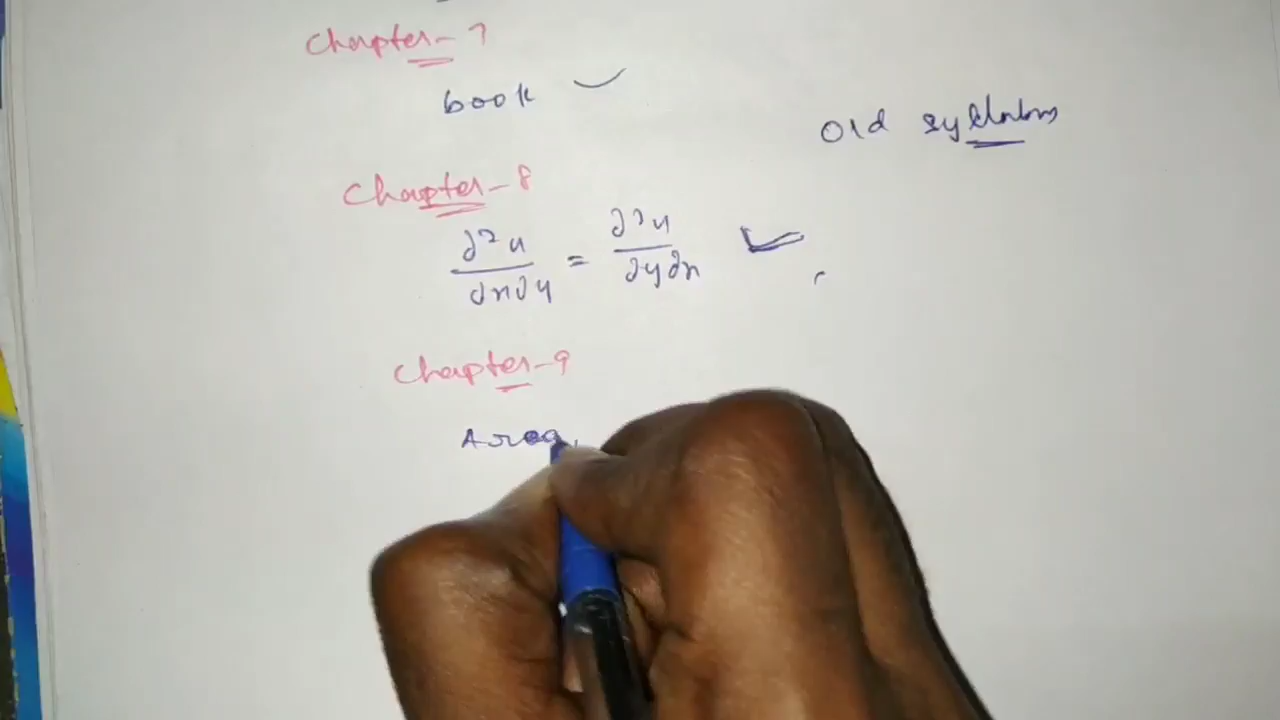 Chapter-7
book
Old syllabus
Chapter-8
∂²u/∂x∂y = ∂²u/∂y∂x
Chapter-9
Area